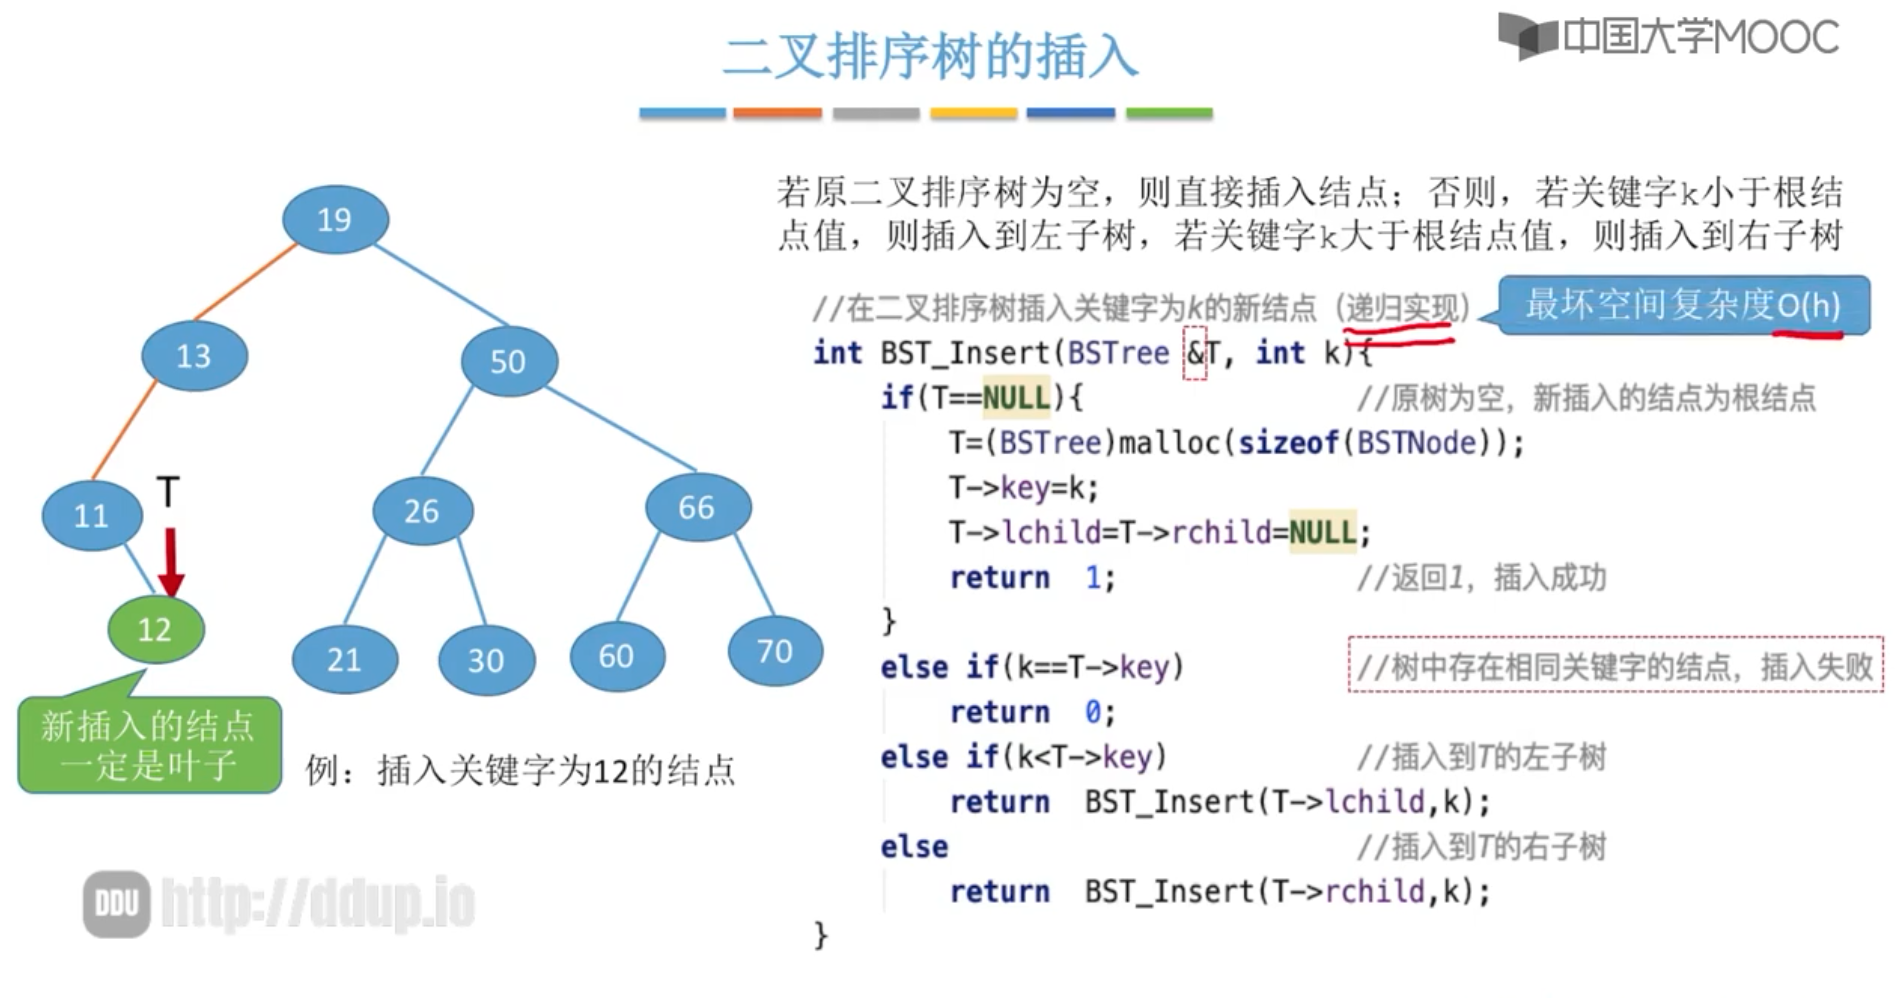 二叉排序树的插入
中国大学MOOC
若原二叉排序树为空，则直接插入结点；否则，若关键字k小于根结
点值，则插入到左子树，若关键字k大于根结点值，则插入到右子树
19
13
50
11
T
26
66
12
21
30
60
70
新插入的结点
一定是叶子
例：插入关键字为12的结点
最坏空间复杂度O(h)
//在二叉排序树插入关键字为k的新结点（递归实现）
int BST_Insert(BSTree &T, int k){
if(T==NULL){ //原树为空，新插入的结点为根结点
T=(BSTree)malloc(sizeof(BSTNode));
T->key=k;
T->lchild=T->rchild=NULL;
return 1; //返回1，插入成功
}
else if(k==T->key) //树中存在相同关键字的结点，插入失败
return 0;
else if(k<T->key) //插入到T的左子树
return BST_Insert(T->lchild,k);
else //插入到T的右子树
return BST_Insert(T->rchild,k);
}
DDU http://ddup.io